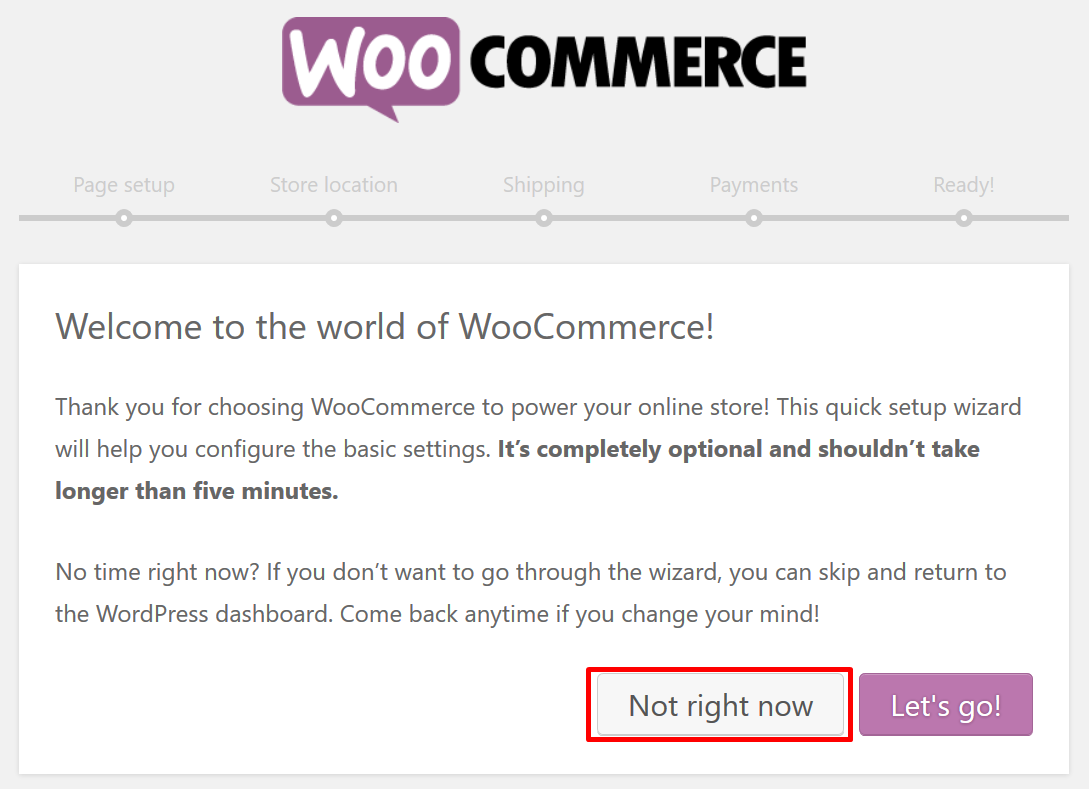 WOO COMMERCE
Page setup Store location Shipping Payments Ready!
Welcome to the world of WooCommerce!
Thank you for choosing WooCommerce to power your online store! This quick setup wizard
will help you configure the basic settings. It’s completely optional and shouldn’t take
longer than five minutes.
No time right now? If you don’t want to go through the wizard, you can skip and return to
the WordPress dashboard. Come back anytime if you change your mind!
Not right now Let's go!